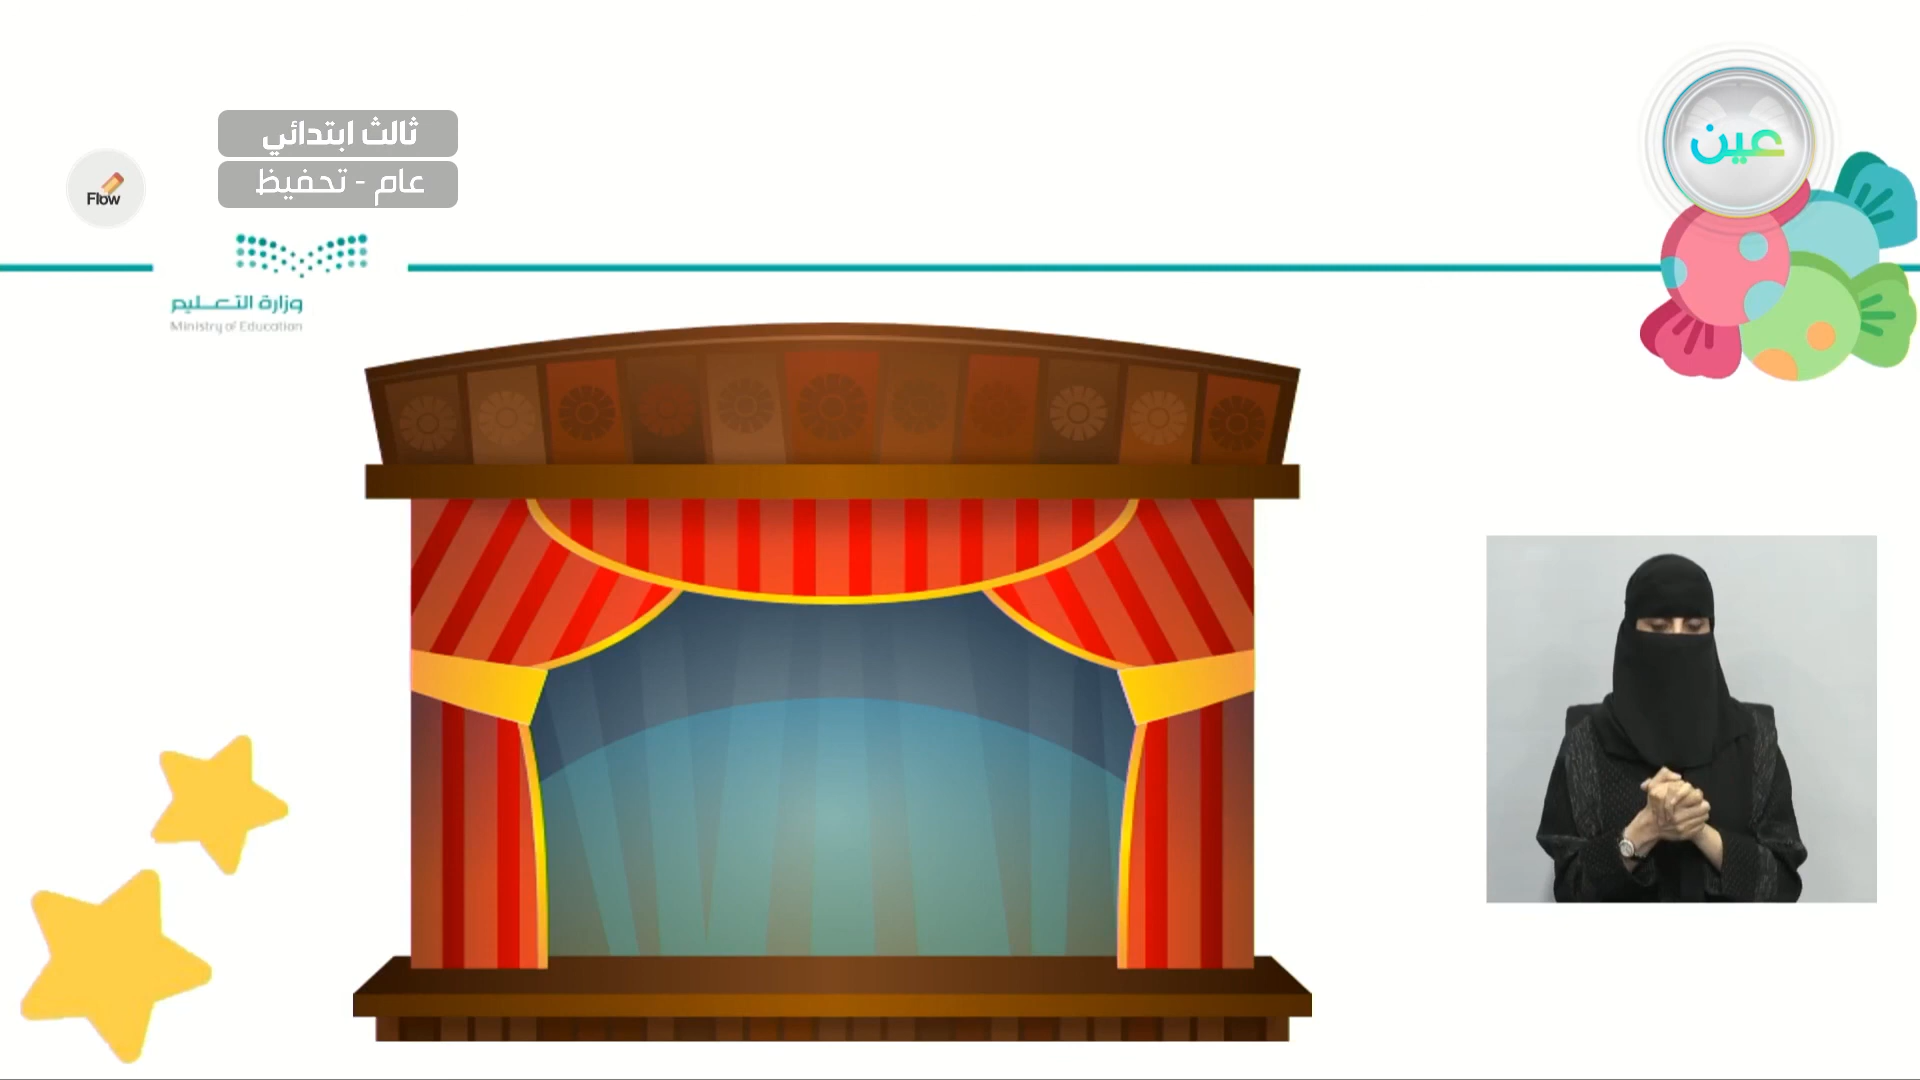 عين
ثالث ابتدائي
عام - تحفيظ
Flow
وزارة التعليم
Ministry of Education